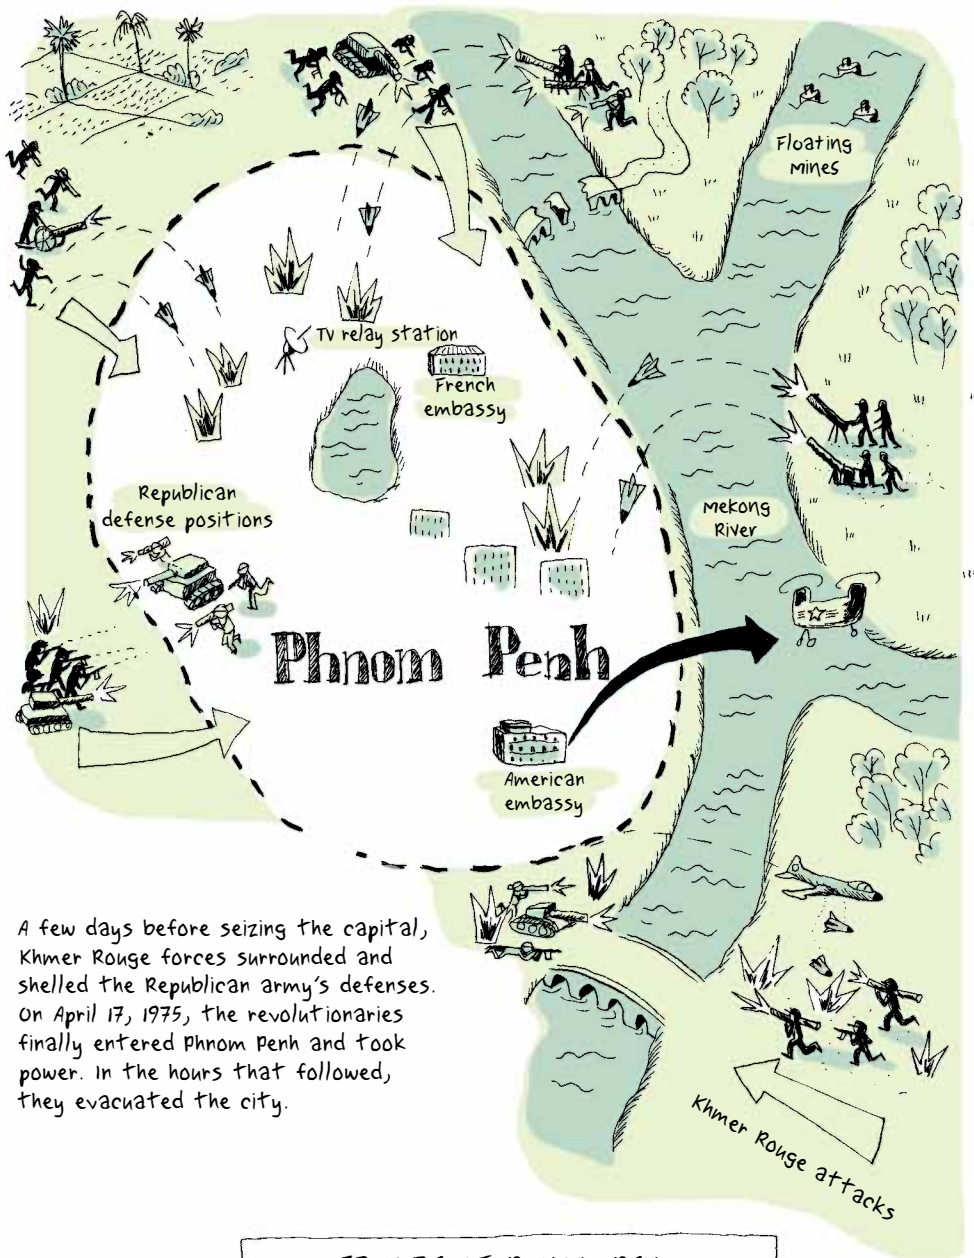 Floating
mines
TV relay station
French
embassy
Republican
defense positions
Mekong
River
Phnom Penh
American
embassy
A few days before seizing the capital,
Khmer Rouge forces surrounded and
shelled the Republican army's defenses.
On April 17, 1975, the revolutionaries
finally entered Phnom Penh and took
power. In the hours that followed,
they evacuated the city.
Khmer Rouge attacks